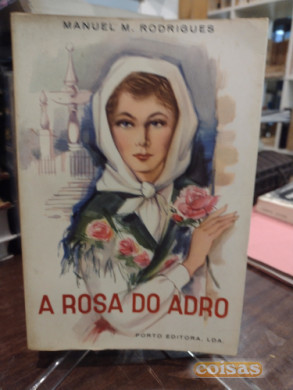 MANUEL M. RODRIGUES
A ROSA DO ADRO
PORTO EDITORA, LDA.
coisas